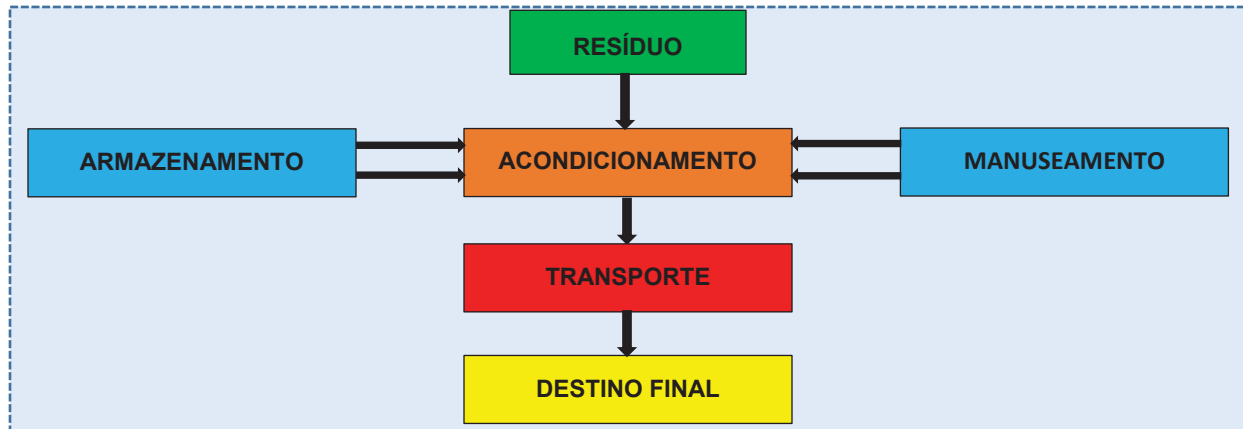 RESÍDUO
ARMAZENAMENTO
ACONDICIONAMENTO
MANUSEAMENTO
TRANSPORTE
DESTINO FINAL